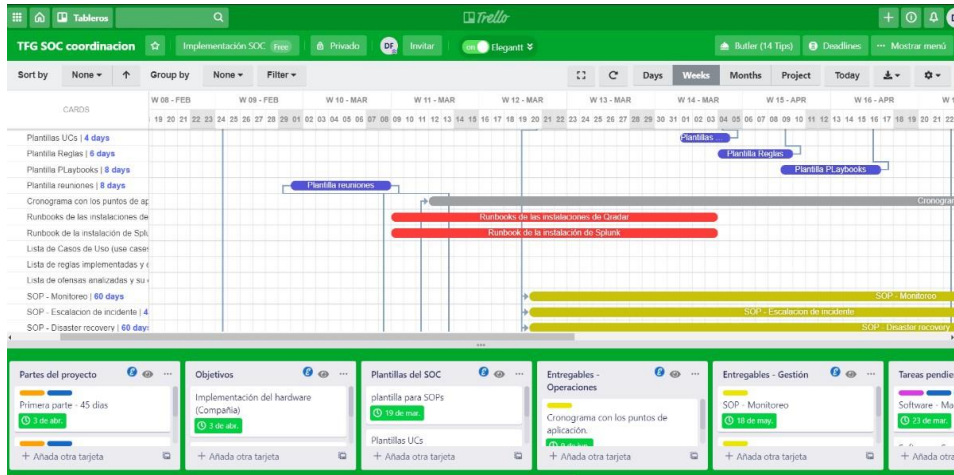 Tableros
Trello
TFG SOC coordinacion
Implementación SOC Free
Privado
DF
Invitar
on
Elegantt
Butler (14 Tips)
Deadlines
Mostrar menú
Sort by None
Group by None
Filter
Days Weeks Months Project Today
CARDS
W 08 - FEB W 09 - FEB W 10 - MAR W 11 - MAR W 12 - MAR W 13 - MAR W 14 - MAR W 15 - APR W 16 - APR W 1
19 20 21 22 23 24 25 26 27 28 29 01 02 03 04 05 06 07 08 09 10 11 12 13 14 15 16 17 18 19 20 21 22 23 24 25 26 27 28 29 30 31 01 02 03 04 05 06 07 08 09 10 11 12 13 14 15 16 17 18 19 20 21 22
Plantillas UCs | 4 days
Plantillas ...
Plantilla Reglas | 6 days
Plantilla Reglas
Plantilla PLaybooks | 8 days
Plantilla PLaybooks
Plantilla reuniones | 8 days
Plantilla reuniones
Cronograma con los puntos de ap
Cronogram
Runbooks de las instalaciones de
Runbooks de las instalaciones de Qradar
Runbook de la instalación de Splu
Runbook de la instalación de Splunk
Lista de Casos de Uso (use cases
Lista de reglas implementadas y e
Lista de ofensas analizadas y su
SOP - Monitoreo | 60 days
SOP - Monitoreo
SOP - Escalacion de incidente | 4
SOP - Escalacion de incidente
SOP - Disaster recovery | 60 days
SOP - Disaster recovery
Partes del proyecto
Primera parte - 45 dias
3 de abr.
+ Añada otra tarjeta
Objetivos
Implementación del hardware
(Compañia)
3 de abr.
+ Añada otra tarjeta
Plantillas del SOC
plantilla para SOPs
19 de mar.
Plantillas UCs
+ Añada otra tarjeta
Entregables -
Operaciones
Cronograma con los puntos de
aplicación.
+ Añada otra tarjeta
Entregables - Gestión
SOP - Monitoreo
18 de may.
+ Añada otra tarjeta
Tareas pendie
Software - Ma
23 de mar.
+ Añada otra